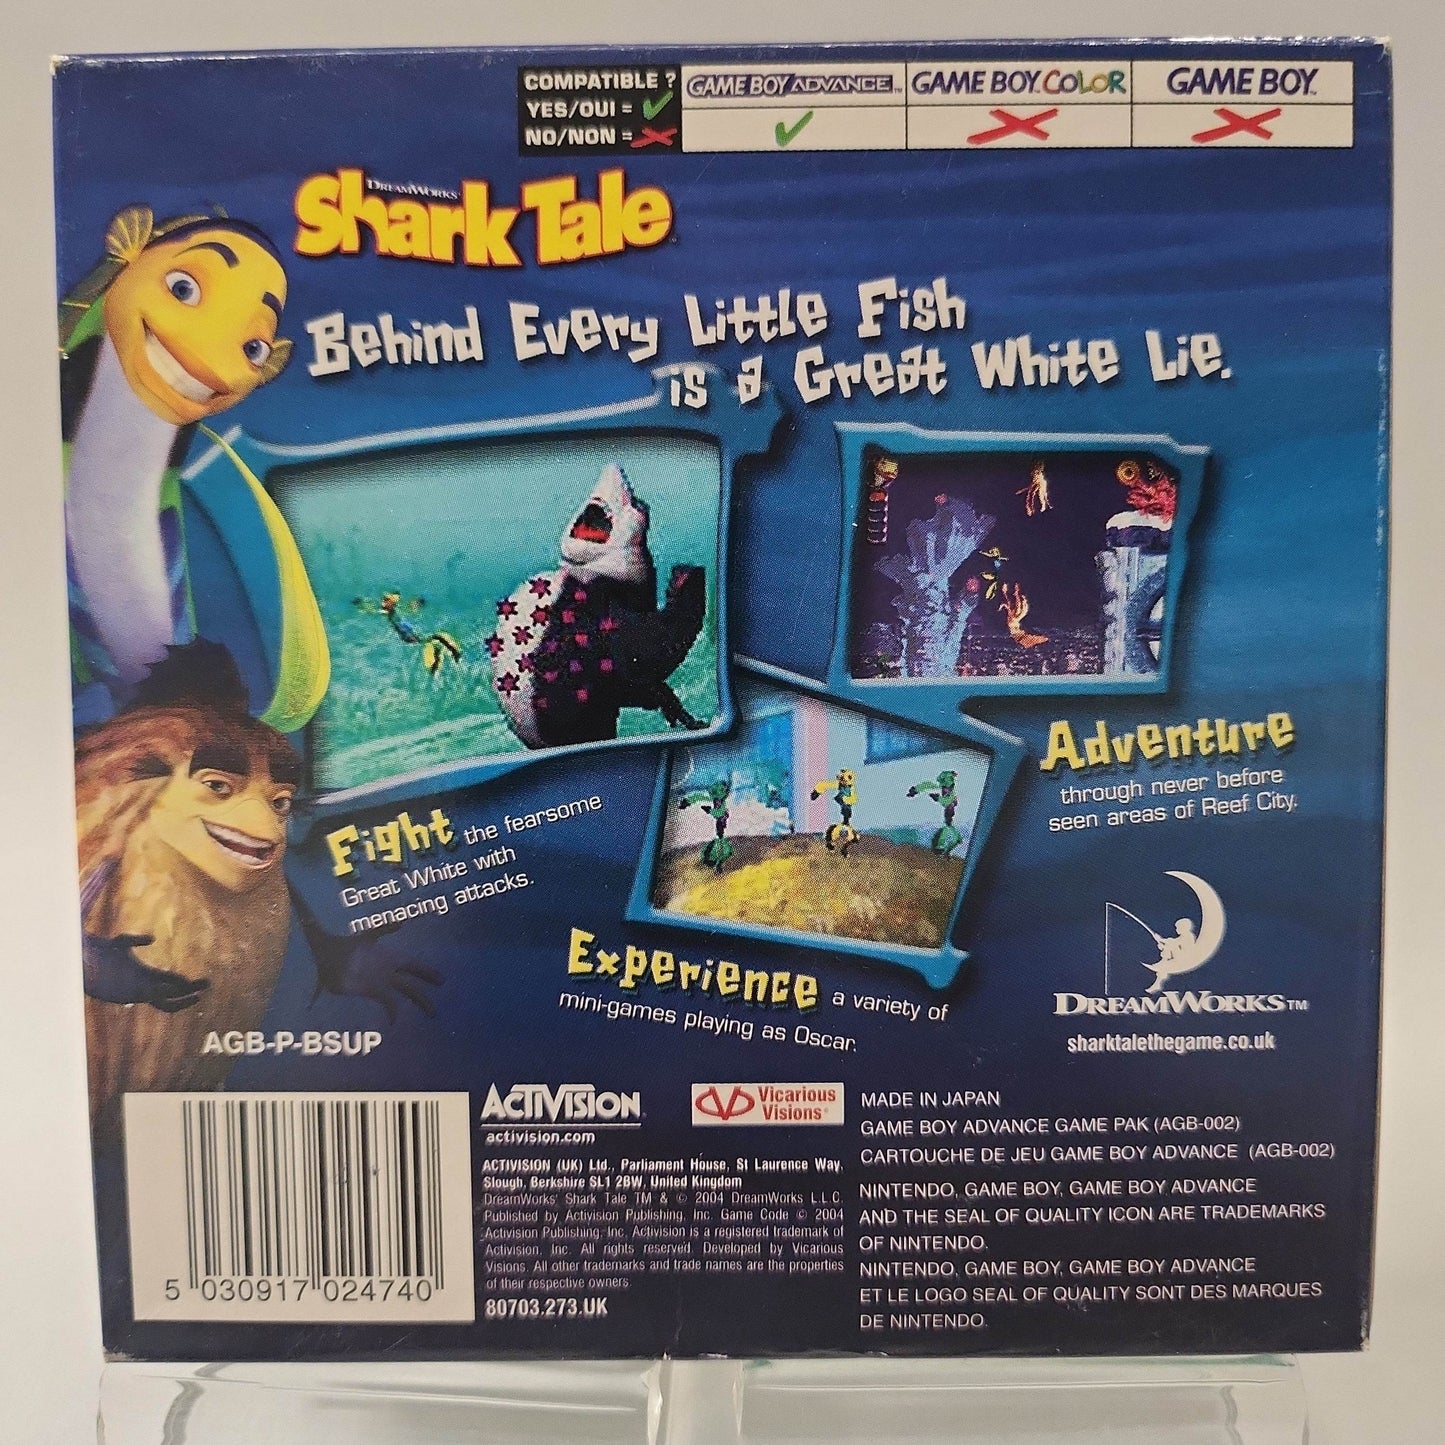 COMPATIBLE ?
YES/OUI =
NO/NON =
GAME BOY ADVANCE™
GAME BOY COLOR
GAME BOY™
DREAMWORKS
Shark Tale
Behind Every Little Fish
is a Great White Lie.
Fight the fearsome
Great White with
menacing attacks.
Adventure
through never before
seen areas of Reef City.
Experience a variety of
mini-games playing as Oscar.
DREAMWORKS™
sharktalethegame.co.uk
AGB-P-BSUP
5 030917 024740
ACTIVISION
activision.com
Vicarious
Visions®
ACTIVISION (UK) Ltd., Parliament House, St Laurence Way,
Slough, Berkshire SL1 2BW, United Kingdom
DreamWorks' Shark Tale TM & © 2004 DreamWorks L.L.C.
Published by Activision Publishing, Inc. Game Code © 2004
Activision Publishing, Inc. Activision is a registered trademark of
Activision, Inc. All rights reserved. Developed by Vicarious
Visions. All other trademarks and trade names are the properties
of their respective owners.
80703.273.UK
MADE IN JAPAN
GAME BOY ADVANCE GAME PAK (AGB-002)
CARTOUCHE DE JEU GAME BOY ADVANCE (AGB-002)
NINTENDO, GAME BOY, GAME BOY ADVANCE
AND THE SEAL OF QUALITY ICON ARE TRADEMARKS
OF NINTENDO.
NINTENDO, GAME BOY, GAME BOY ADVANCE
ET LE LOGO SEAL OF QUALITY SONT DES MARQUES
DE NINTENDO.